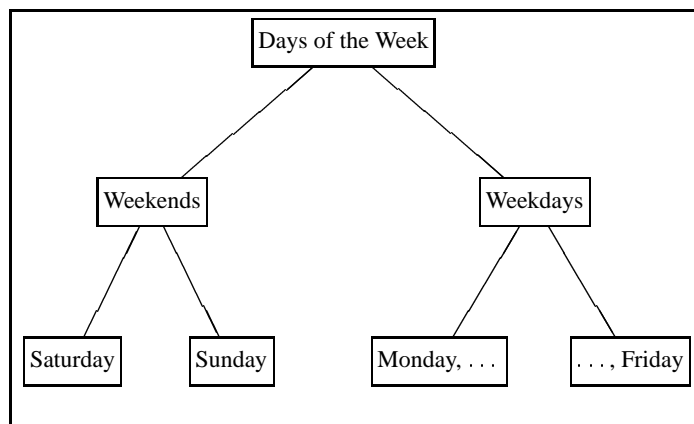 Days of the Week
Weekends
Weekdays
Saturday
Sunday
Monday, . . .
. . . , Friday